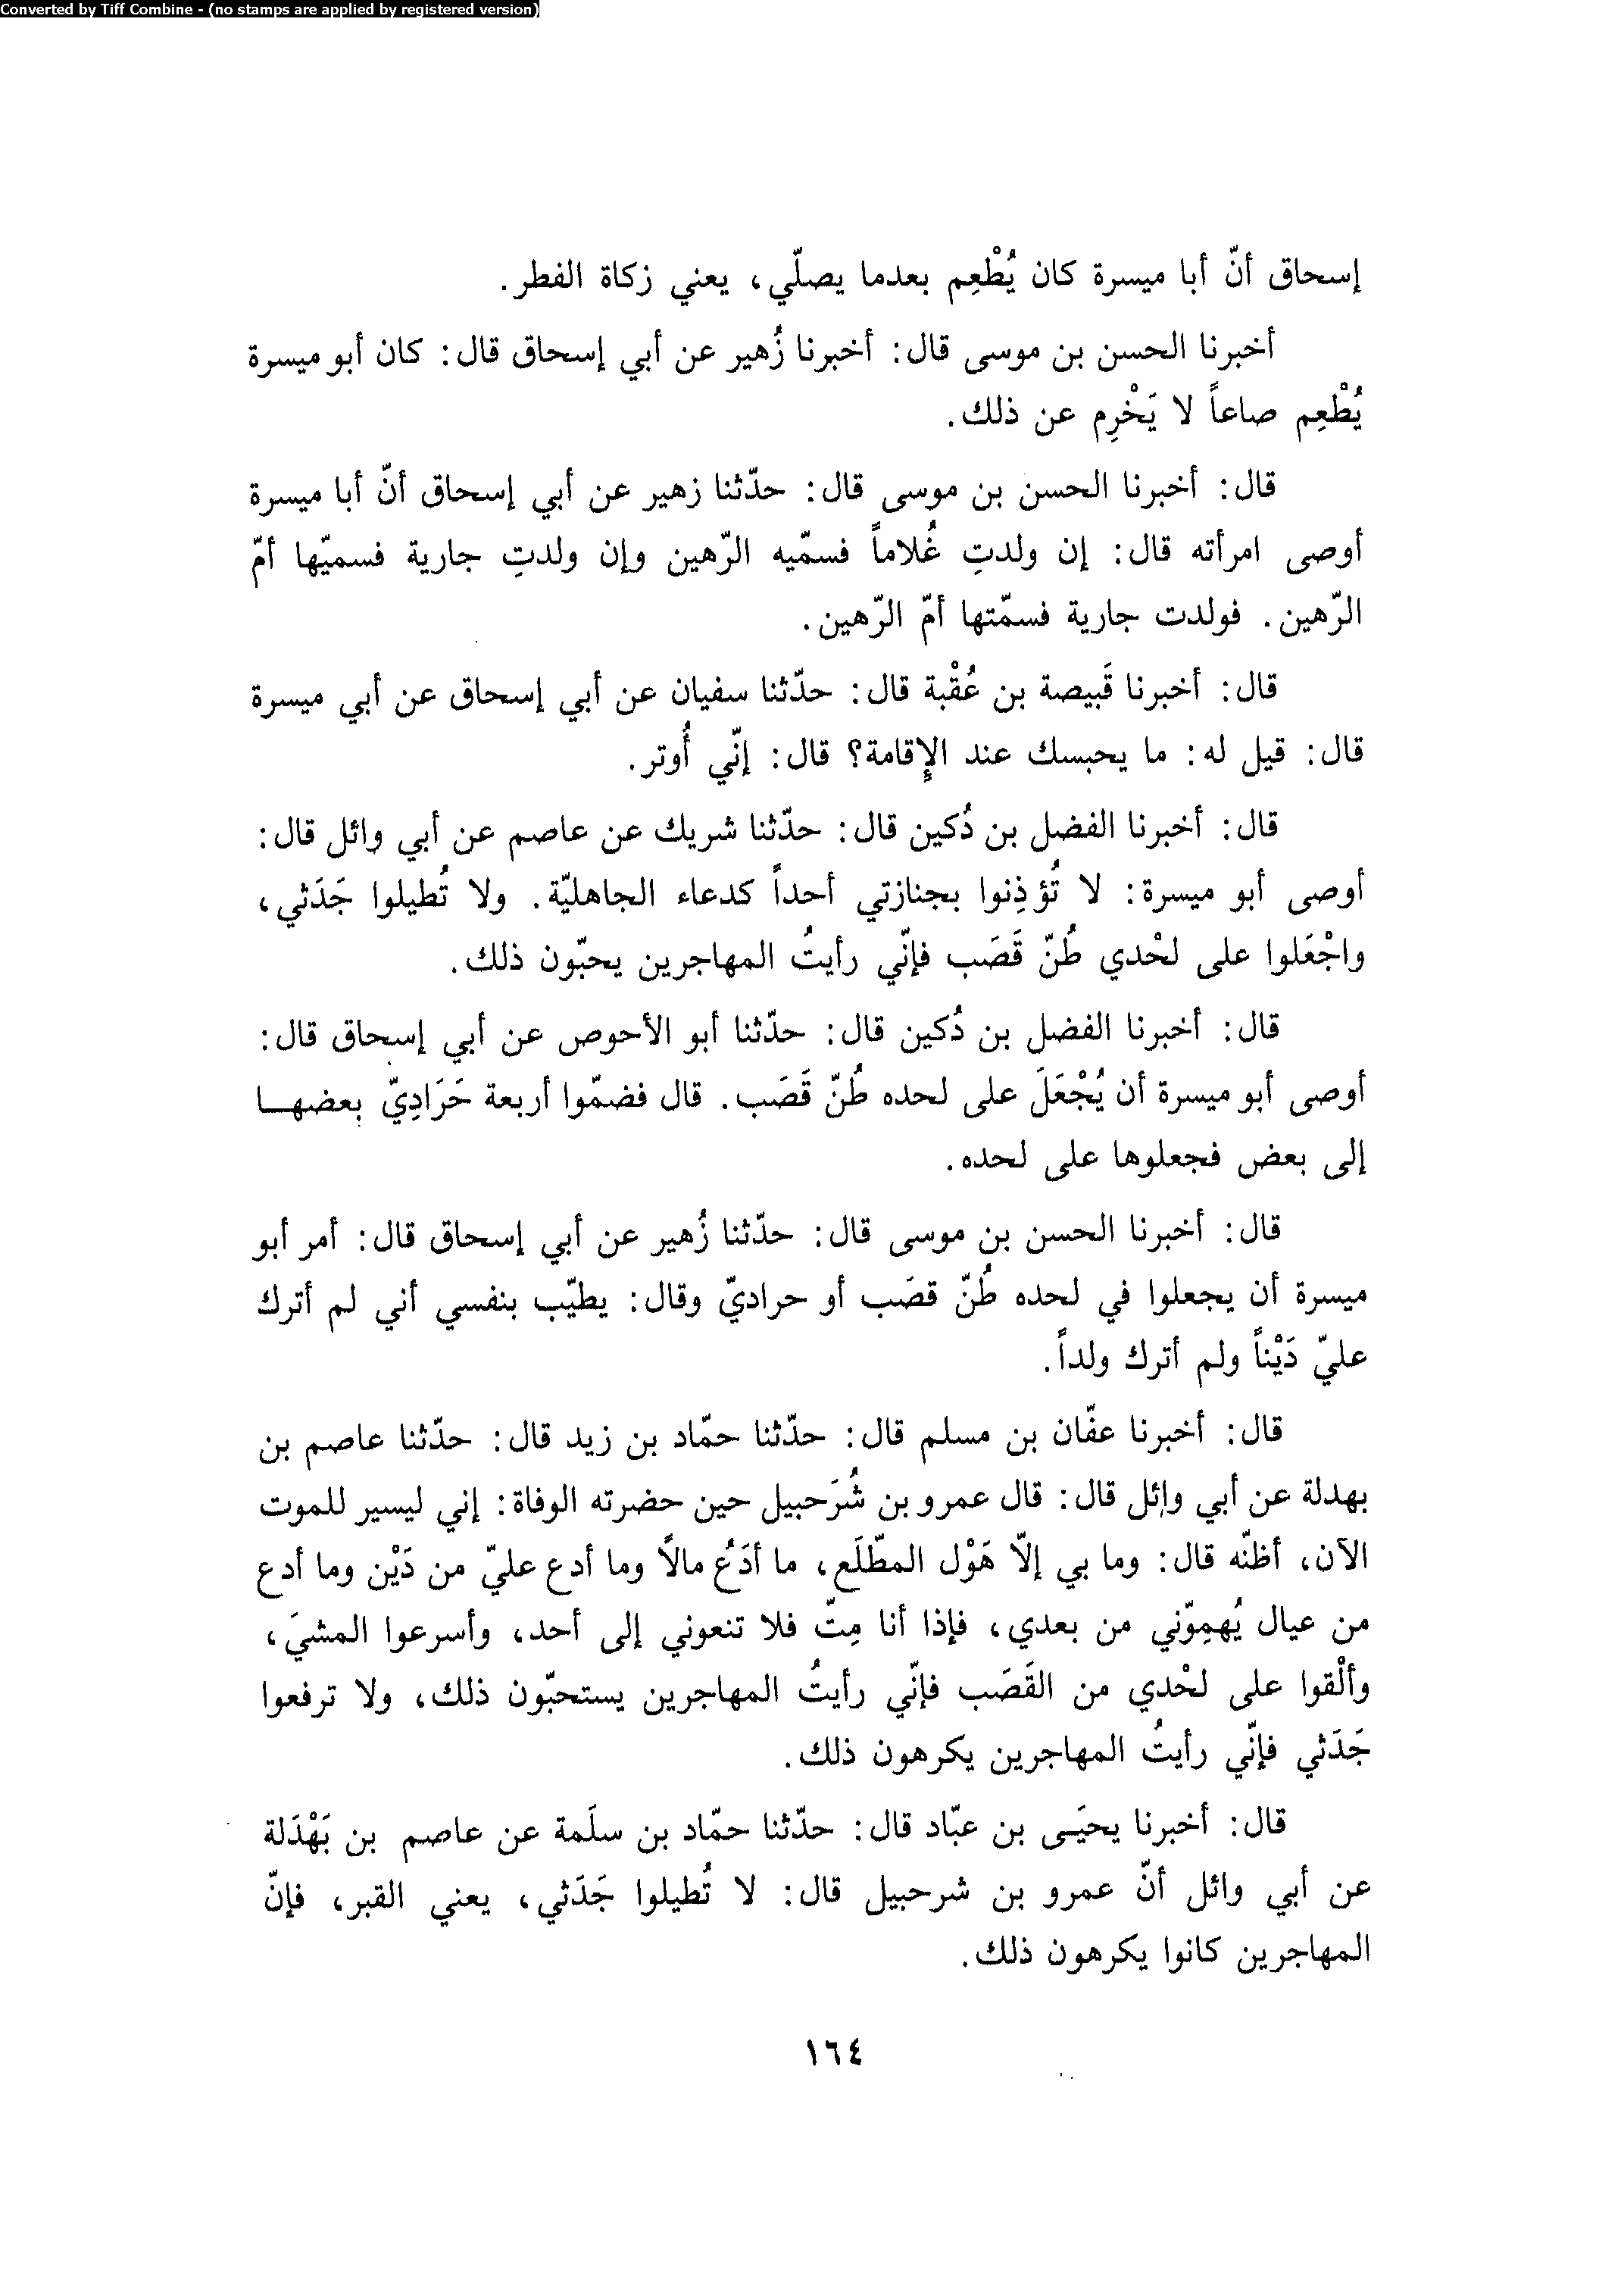 Converted by Tiff Combine - (no stamps are applied by registered version)
إسحاق أنّ أبا ميسرة كان يُطْعِم بعدما يصلّي، يعني زكاة الفطر.
أخبرنا الحسن بن موسى قال: أخبرنا زُهير عن أبي إسحاق قال: كان أبو ميسرة
يُطْعِم صاعاً لا يَخْرِم عن ذلك.
قال: أخبرنا الحسن بن موسى قال: حدّثنا زهير عن أبي إسحاق أنّ أبا ميسرة
أوصى امرأته قال: إن ولدتِ غُلاماً فسمّيه الرّهين وإن ولدتِ جارية فسميّها أمّ
الرّهين. فولدت جارية فسمّتها أمّ الرّهين.
قال: أخبرنا قَبيصة بن عُقْبة قال: حدّثنا سفيان عن أبي إسحاق عن أبي ميسرة
قال: قيل له: ما يحبسك عند الإِقامة؟ قال: إنّي أُوتر.
قال: أخبرنا الفضل بن دُكين قال: حدّثنا شريك عن عاصم عن أبي وائل قال:
أوصى أبو ميسرة: لا تُؤذِنوا بجنازتي أحداً كدعاء الجاهليّة. ولا تُطيلوا جَدَثي،
واجْعَلوا على لحْدي طُنّ قَصَب فإنّي رأيتُ المهاجرين يحبّون ذلك.
قال: أخبرنا الفضل بن دُكين قال: حدّثنا أبو الأحوص عن أبي إسحاق قال:
أوصى أبو ميسرة أن يُجْعَلَ على لحده طُنّ قَصَب. قال فضمّوا أربعة حَرَادِيّ بعضهـا
إلى بعض فجعلوها على لحده.
قال: أخبرنا الحسن بن موسى قال: حدّثنا زُهير عن أبي إسحاق قال: أمر أبو
ميسرة أن يجعلوا في لحده طُنّ قصَب أو حراديّ وقال: يطيّب بنفسي أني لم أترك
عليّ دَيْناً ولم أترك ولداً.
قال: أخبرنا عفّان بن مسلم قال: حدّثنا حمّاد بن زيد قال: حدّثنا عاصم بن
بهدلة عن أبي وائل قال: قال عمرو بن شُرَحبيل حين حضرته الوفاة: إني ليسير للموت
الآن، أظنّه قال: وما بي إلاّ هَوْل المطّلَع، ما أدَعُ مالاً وما أدع عليّ من دَيْن وما أدع
من عيال يُهمِوّني من بعدي، فإذا أنا مِتّ فلا تنعوني إلى أحد، وأسرعوا المشيَ،
وألْقوا على لحْدي من القَصَب فإنّي رأيتُ المهاجرين يستحبّون ذلك، ولا ترفعوا
جَدَثي فإنّي رأيتُ المهاجرين يكرهون ذلك.
قال: أخبرنا يحيَـى بن عبّاد قال: حدّثنا حمّاد بن سلَمة عن عاصم بن بَهْدَلة
عن أبي وائل أنّ عمرو بن شرحبيل قال: لا تُطيلوا جَدَثي، يعني القبر، فإنّ
المهاجرين كانوا يكرهون ذلك.
١٦٤